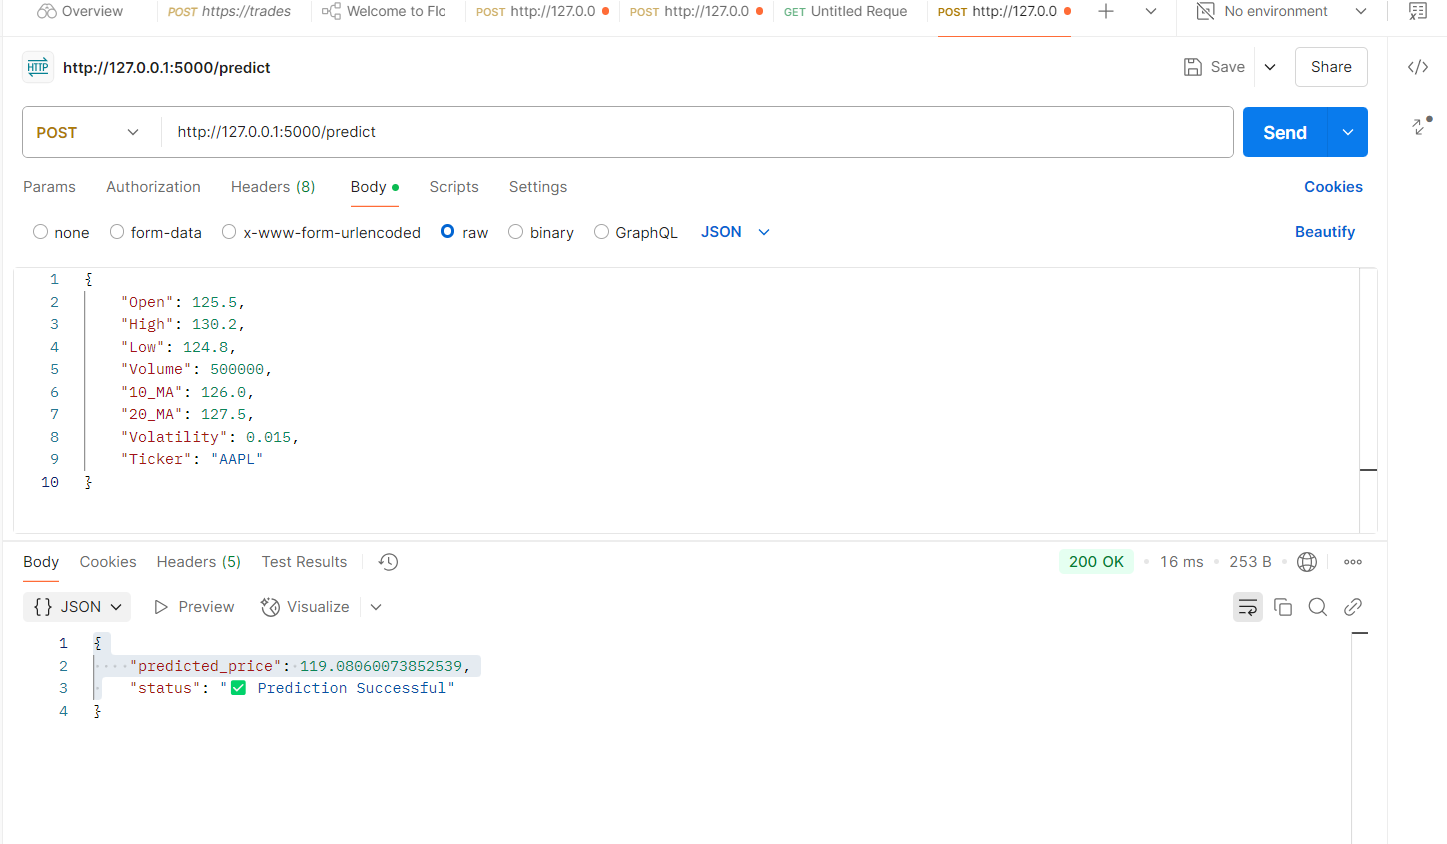 Overview POST https://trades Welcome to Flo POST http://127.0.0 POST http://127.0.0 GET Untitled Reque POST http://127.0.0 No environment
HTTP http://127.0.0.1:5000/predict Save Share
POST http://127.0.0.1:5000/predict Send
Params Authorization Headers (8) Body Scripts Settings Cookies
none form-data x-www-form-urlencoded raw binary GraphQL JSON Beautify
1 {
2 "Open": 125.5,
3 "High": 130.2,
4 "Low": 124.8,
5 "Volume": 500000,
6 "10_MA": 126.0,
7 "20_MA": 127.5,
8 "Volatility": 0.015,
9 "Ticker": "AAPL"
10 }
Body Cookies Headers (5) Test Results 200 OK 16 ms 253 B
{} JSON Preview Visualize
1 {
2 "predicted_price": 119.08060073852539,
3 "status": "✅ Prediction Successful"
4 }